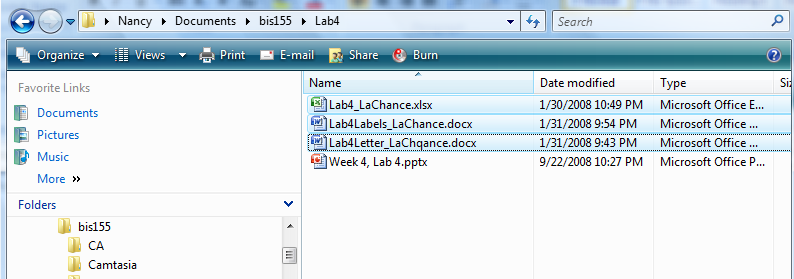 Nancy Documents bis155 Lab4 Search
Organize Views Print E-mail Share Burn
Favorite Links
Documents
Pictures
Music
More »
Folders
bis155
CA
Camtasia
Name Date modified Type Siz
Lab4_LaChance.xlsx 1/30/2008 10:49 PM Microsoft Office E...
Lab4Labels_LaChance.docx 1/31/2008 9:54 PM Microsoft Office ...
Lab4Letter_LaChqance.docx 1/31/2008 9:43 PM Microsoft Office ...
Week 4, Lab 4.pptx 9/22/2008 10:27 PM Microsoft Office P...